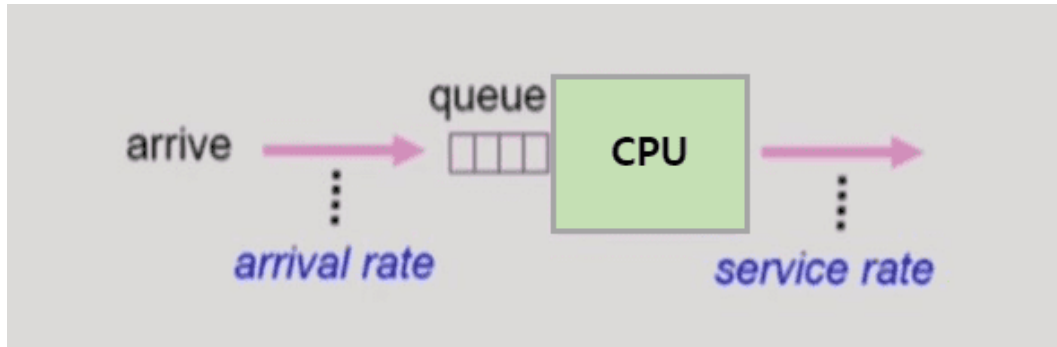 queue
arrive
CPU
arrival rate
service rate